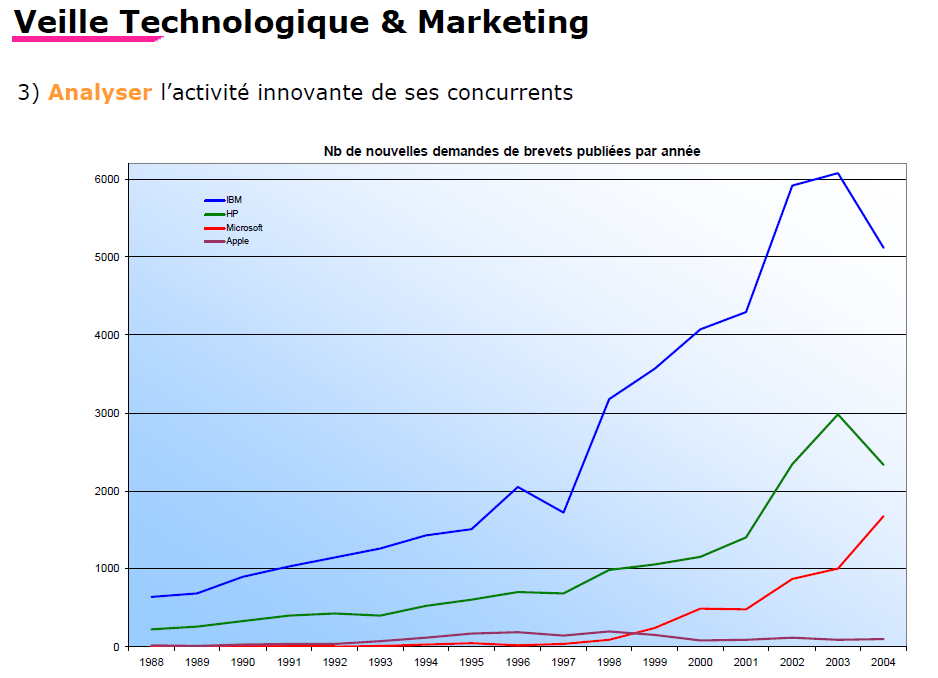 Veille Technologique & Marketing
3) Analyser l’activité innovante de ses concurrents
Nb de nouvelles demandes de brevets publiées par année
6000
5000
4000
3000
2000
1000
0
IBM
HP
Microsoft
Apple
1988 1989 1990 1991 1992 1993 1994 1995 1996 1997 1998 1999 2000 2001 2002 2003 2004